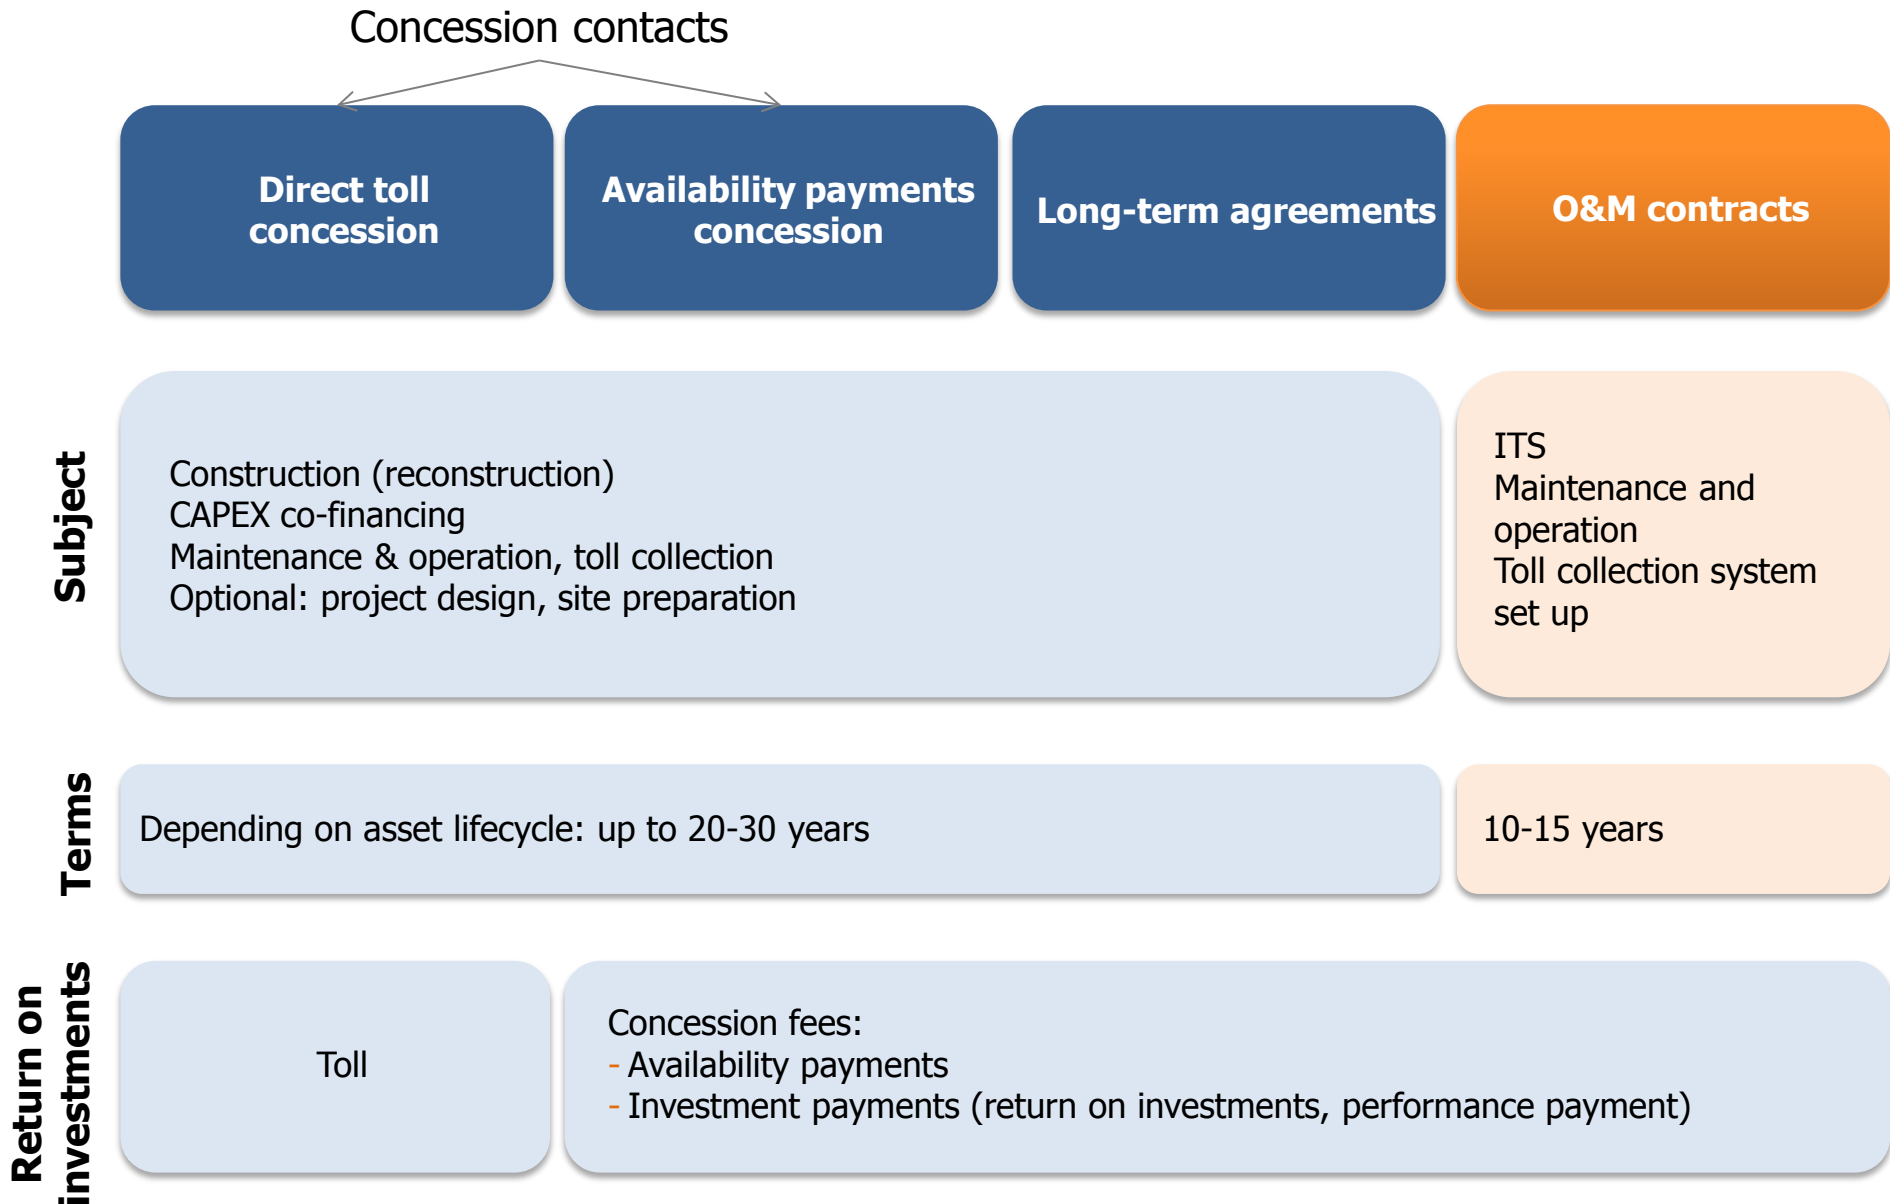 Concession contacts
Direct toll
concession
Availability payments
concession
Long-term agreements
O&M contracts
Subject
Construction (reconstruction)
CAPEX co-financing
Maintenance & operation, toll collection
Optional: project design, site preparation
ITS
Maintenance and
operation
Toll collection system
set up
Terms
Depending on asset lifecycle: up to 20-30 years
10-15 years
Return on
investments
Toll
Concession fees:
- Availability payments
- Investment payments (return on investments, performance payment)